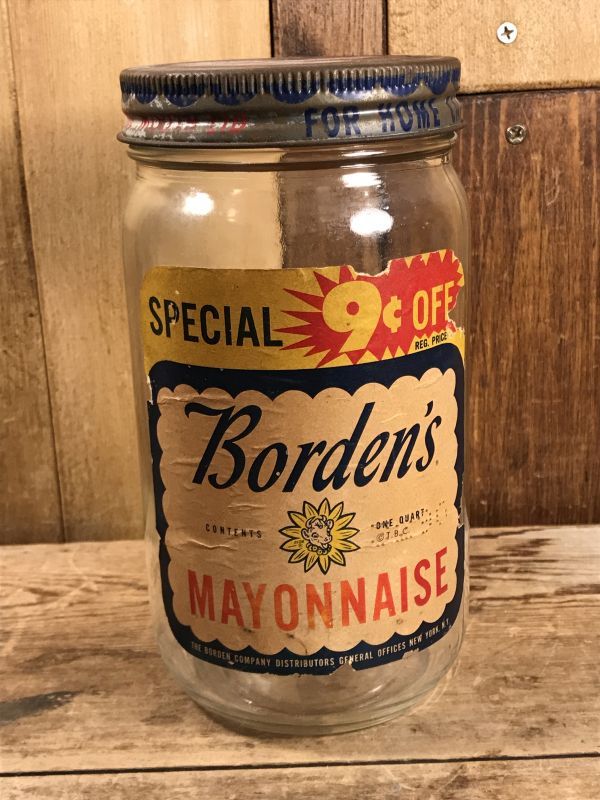 FOR HOME
SPECIAL 9¢ OFF
REG. PRICE
Borden's
CONTENTS ONE QUART
©T.B.C.
MAYONNAISE
THE BORDEN COMPANY DISTRIBUTORS GENERAL OFFICES NEW YORK, N.Y.